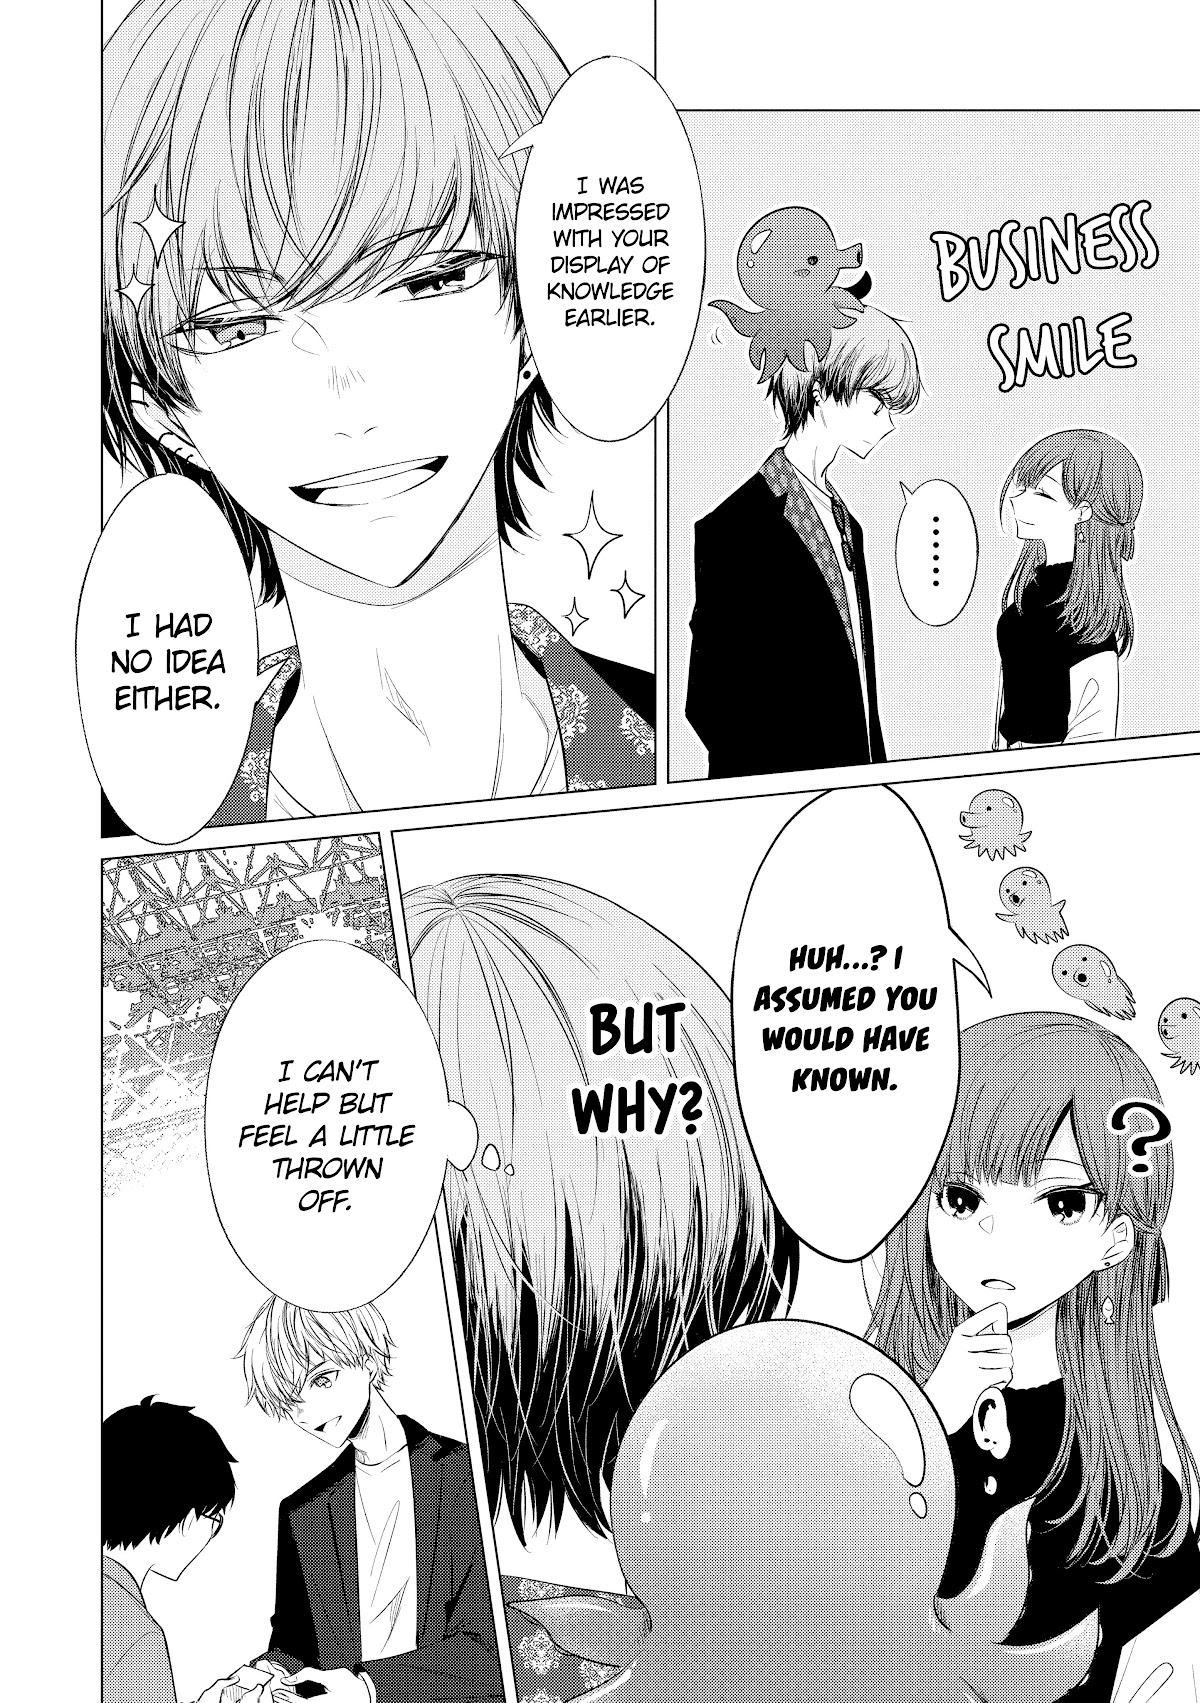 BUSINESS
SMILE
......
I WAS
IMPRESSED
WITH YOUR
DISPLAY OF
KNOWLEDGE
EARLIER.
I HAD
NO IDEA
EITHER.
HUH...? I
ASSUMED YOU
WOULD HAVE
KNOWN.
?
BUT
WHY?
I CAN'T
HELP BUT
FEEL A LITTLE
THROWN
OFF.